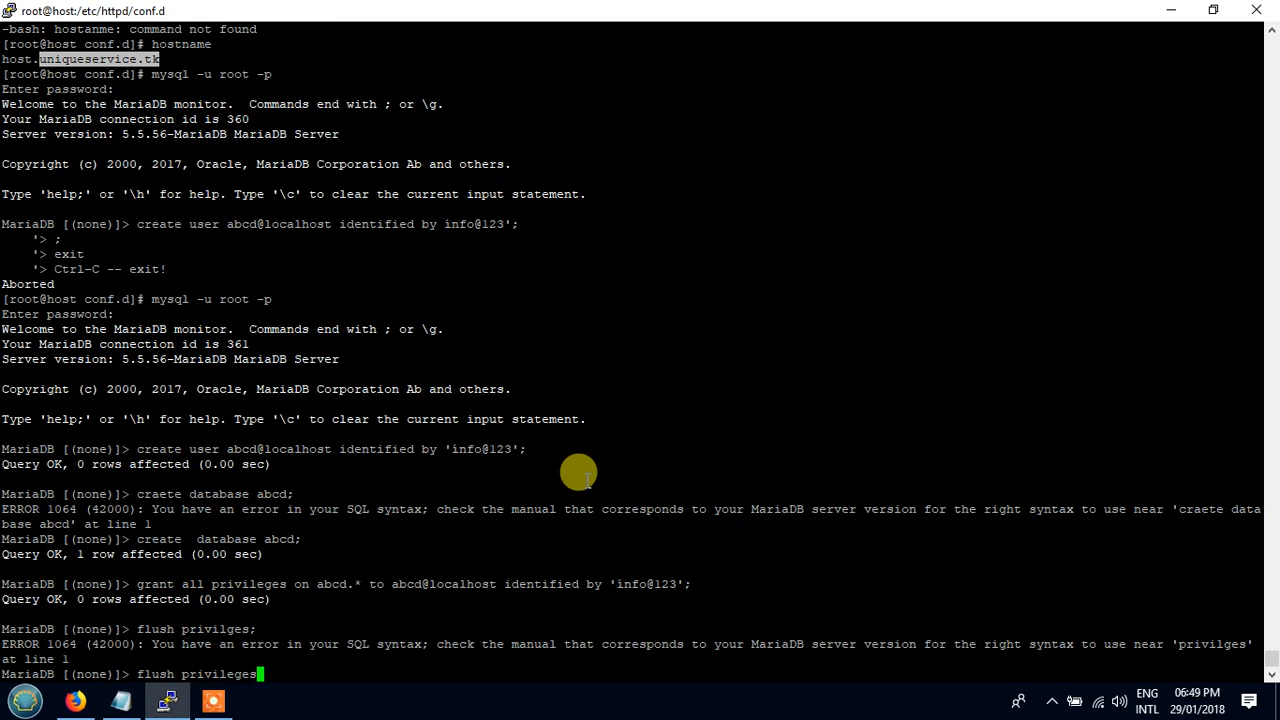 root@host:/etc/httpd/conf.d
-bash: hostanme: command not found
[root@host conf.d]# hostname
host.uniqueservice.tk
[root@host conf.d]# mysql -u root -p
Enter password:
Welcome to the MariaDB monitor.  Commands end with ; or \g.
Your MariaDB connection id is 360
Server version: 5.5.56-MariaDB MariaDB Server
Copyright (c) 2000, 2017, Oracle, MariaDB Corporation Ab and others.
Type 'help;' or '\h' for help. Type '\c' to clear the current input statement.
MariaDB [(none)]> create user abcd@localhost identified by ínfo@123';
'> ;
'> exit
'> Ctrl-C -- exit!
Aborted
[root@host conf.d]# mysql -u root -p
Enter password:
Welcome to the MariaDB monitor.  Commands end with ; or \g.
Your MariaDB connection id is 361
Server version: 5.5.56-MariaDB MariaDB Server
Copyright (c) 2000, 2017, Oracle, MariaDB Corporation Ab and others.
Type 'help;' or '\h' for help. Type '\c' to clear the current input statement.
MariaDB [(none)]> create user abcd@localhost identified by 'ínfo@123';
Query OK, 0 rows affected (0.00 sec)
MariaDB [(none)]> craete database abcd;
ERROR 1064 (42000): You have an error in your SQL syntax; check the manual that corresponds to your MariaDB server version for the right syntax to use near 'craete data
base abcd' at line 1
MariaDB [(none)]> create  database abcd;
Query OK, 1 row affected (0.00 sec)
MariaDB [(none)]> grant all privileges on abcd.* to abcd@localhost identified by 'ínfo@123';
Query OK, 0 rows affected (0.00 sec)
MariaDB [(none)]> flush privilges;
ERROR 1064 (42000): You have an error in your SQL syntax; check the manual that corresponds to your MariaDB server version for the right syntax to use near 'privilges'
at line 1
MariaDB [(none)]> flush privileges
ENG
INTL
06:49 PM
29/01/2018